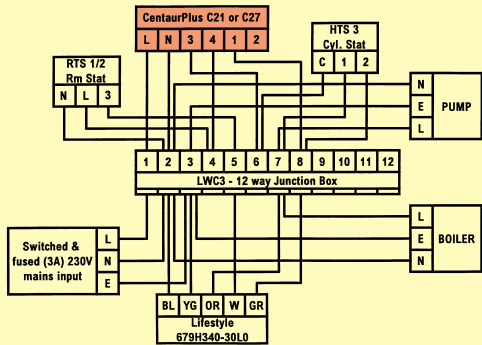 CentaurPlus C21 or C27
L N 3 4 1 2
HTS 3
Cyl. Stat
C 1 2
RTS 1/2
Rm Stat
N L 3
N
E
L
PUMP
1 2 3 4 5 6 7 8 9 10 11 12
LWC3 - 12 way Junction Box
Switched &
fused (3A) 230V
mains input
L
N
E
L
E
N
BOILER
BL YG OR W GR
Lifestyle
679H340-30L0